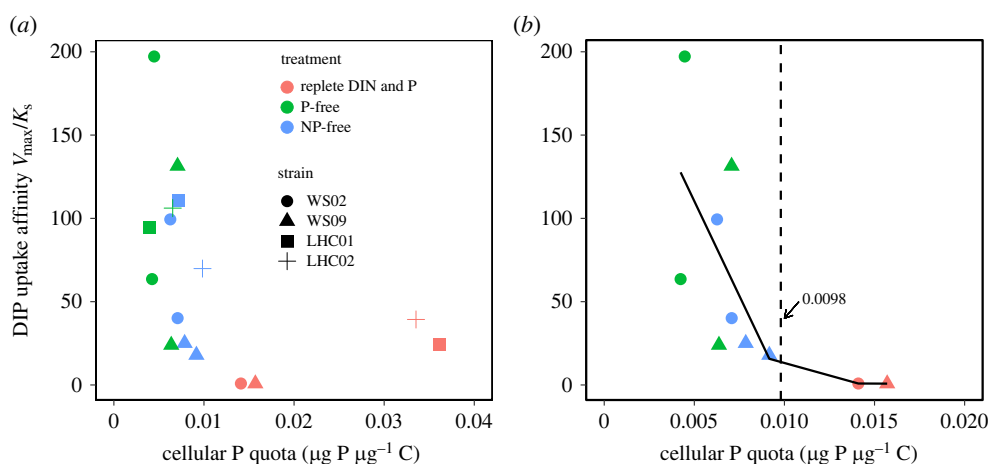 (a)
(b)
DIP uptake affinity Vmax/Ks
200
150
100
50
0
0
0.01
0.02
0.03
0.04
cellular P quota (µg P µg–1 C)
treatment
replete DIN and P
P-free
NP-free
strain
WS02
WS09
LHC01
LHC02
200
150
100
50
0
0.0098
0
0.005
0.010
0.015
0.020
cellular P quota (µg P µg–1 C)